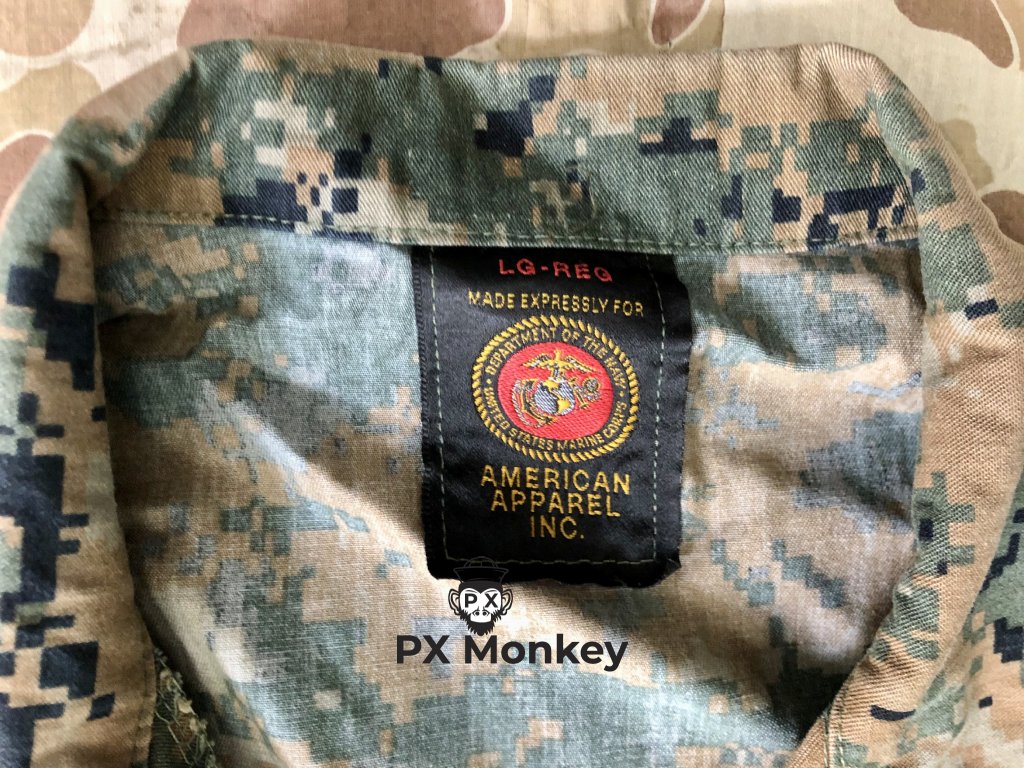 LG-REG
MADE EXPRESSLY FOR
DEPARTMENT OF THE NAVY
UNITED STATES MARINE CORPS
AMERICAN
APPAREL
INC.
PX
PX Monkey